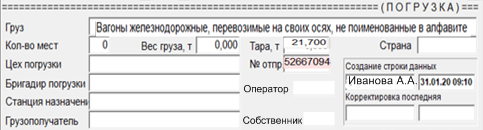 (ПОГРУЗКА)
Груз Вагоны железнодорожные, перевозимые на своих осях, не поименованные в алфавите
Кол-во мест 0 Вес груза, т 0,000 Тара, т 21,700 Страна
Цех погрузки № отпр 52667094 Создание строки данных
Бригадир погрузки Оператор Иванова А.А. 31.01.20 09:10
Станция назначени Корректировка последняя
Грузополучатель Собственник